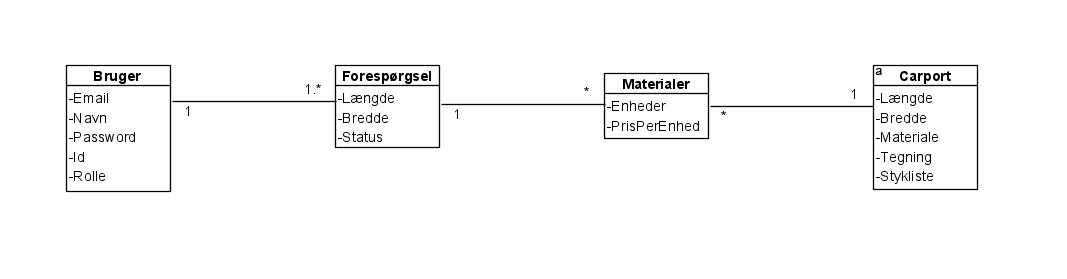 Bruger
-Email
-Navn
-Password
-Id
-Rolle
1
1.*
Forespørgsel
-Længde
-Bredde
-Status
1
*
Materialer
-Enheder
-PrisPerEnhed
*
1
a
Carport
-Længde
-Bredde
-Materiale
-Tegning
-Stykliste